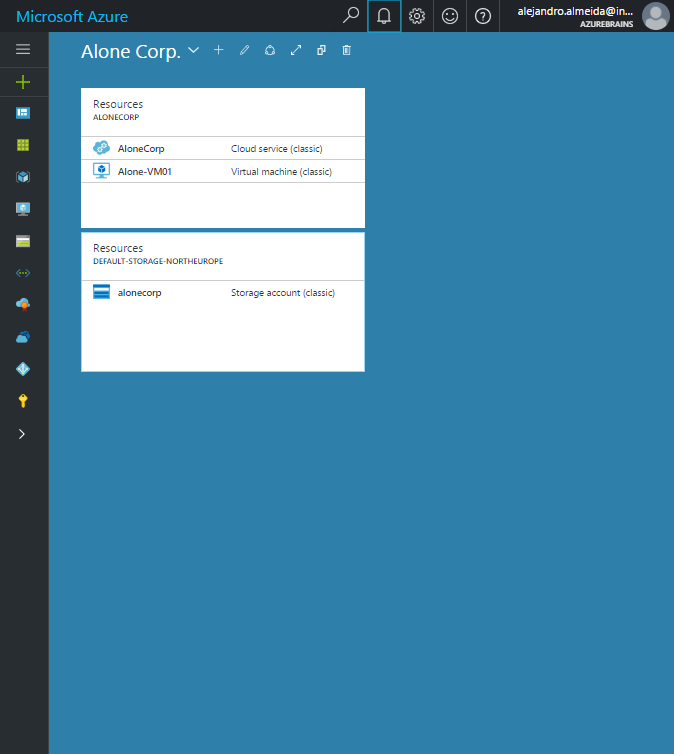 Microsoft Azure
alejandro.almeida@in...
AZUREBRAINS
Alone Corp.
Resources
ALONECORP
AloneCorp Cloud service (classic)
Alone-VM01 Virtual machine (classic)
Resources
DEFAULT-STORAGE-NORTHEUROPE
alonecorp Storage account (classic)